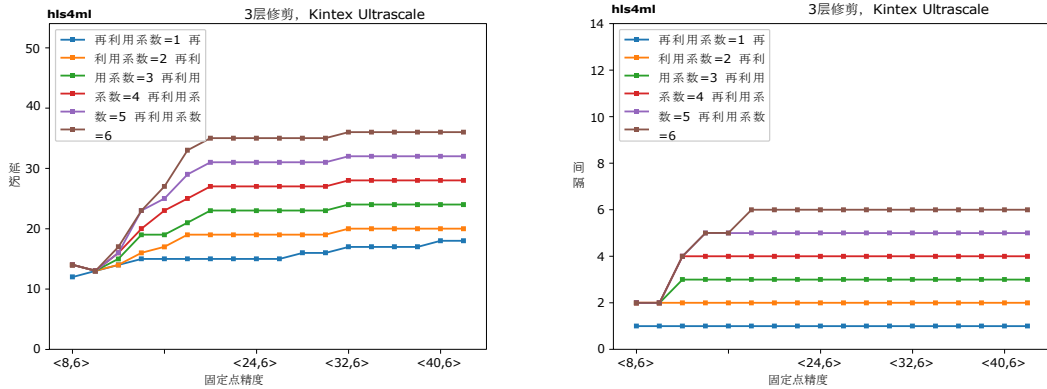 hls4ml
3层修剪，Kintex Ultrascale
50
40
30
20
10
0
再利用系数=1 再
利用系数=2 再利
用系数=3 再利用
系数=4 再利用系
数=5 再利用系数
=6
延迟
<8,6>
<24,6>
<32,6>
<40,6>
固定点精度
hls4ml
3层修剪，Kintex Ultrascale
14
12
10
8
6
4
2
0
再利用系数=1 再
利用系数=2 再利
用系数=3 再利用
系数=4 再利用系
数=5 再利用系数
=6
间隔
<8,6>
<24,6>
<32,6>
<40,6>
固定点精度